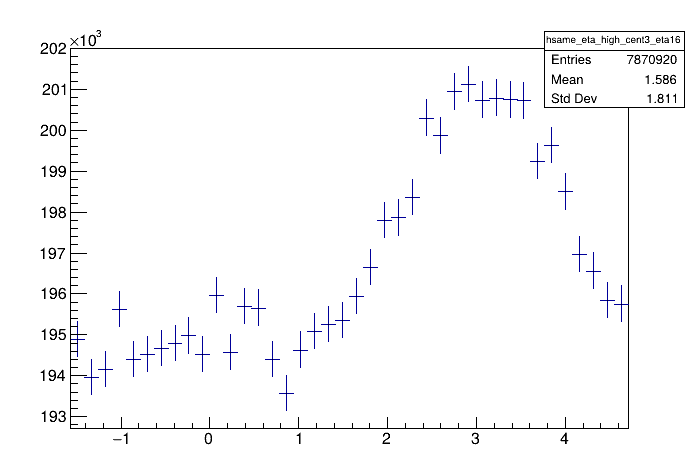 ×10³
hsame_eta_high_cent3_eta16
Entries 7870920
Mean 1.586
Std Dev 1.811
202
201
200
199
198
197
196
195
194
193
−1 0 1 2 3 4